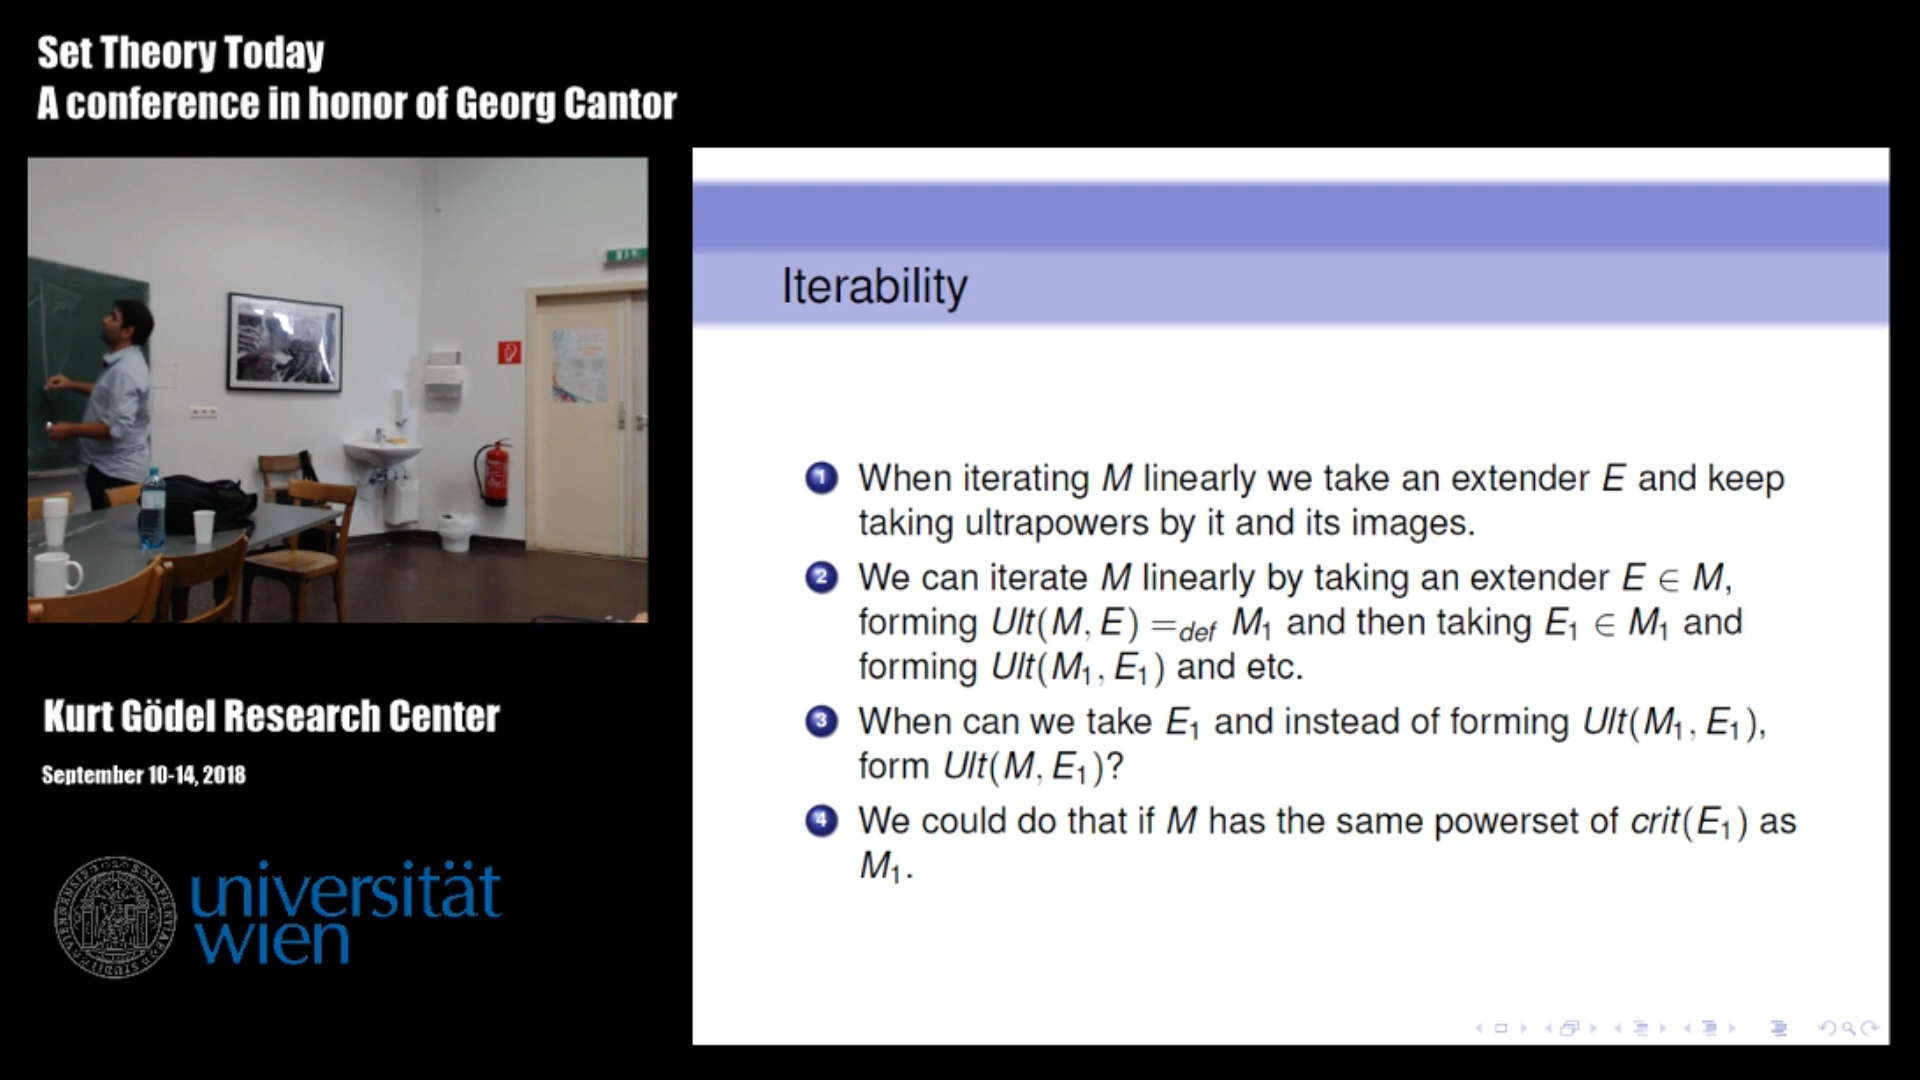 Set Theory Today
A conference in honor of Georg Cantor
Iterability
1 When iterating M linearly we take an extender E and keep
taking ultrapowers by it and its images.
2 We can iterate M linearly by taking an extender E ∈ M,
forming Ult(M, E) =def M₁ and then taking E₁ ∈ M₁ and
forming Ult(M₁, E₁) and etc.
3 When can we take E₁ and instead of forming Ult(M₁, E₁),
form Ult(M, E₁)?
4 We could do that if M has the same powerset of crit(E₁) as
M₁.
Kurt Gödel Research Center
September 10-14, 2018
universität
wien